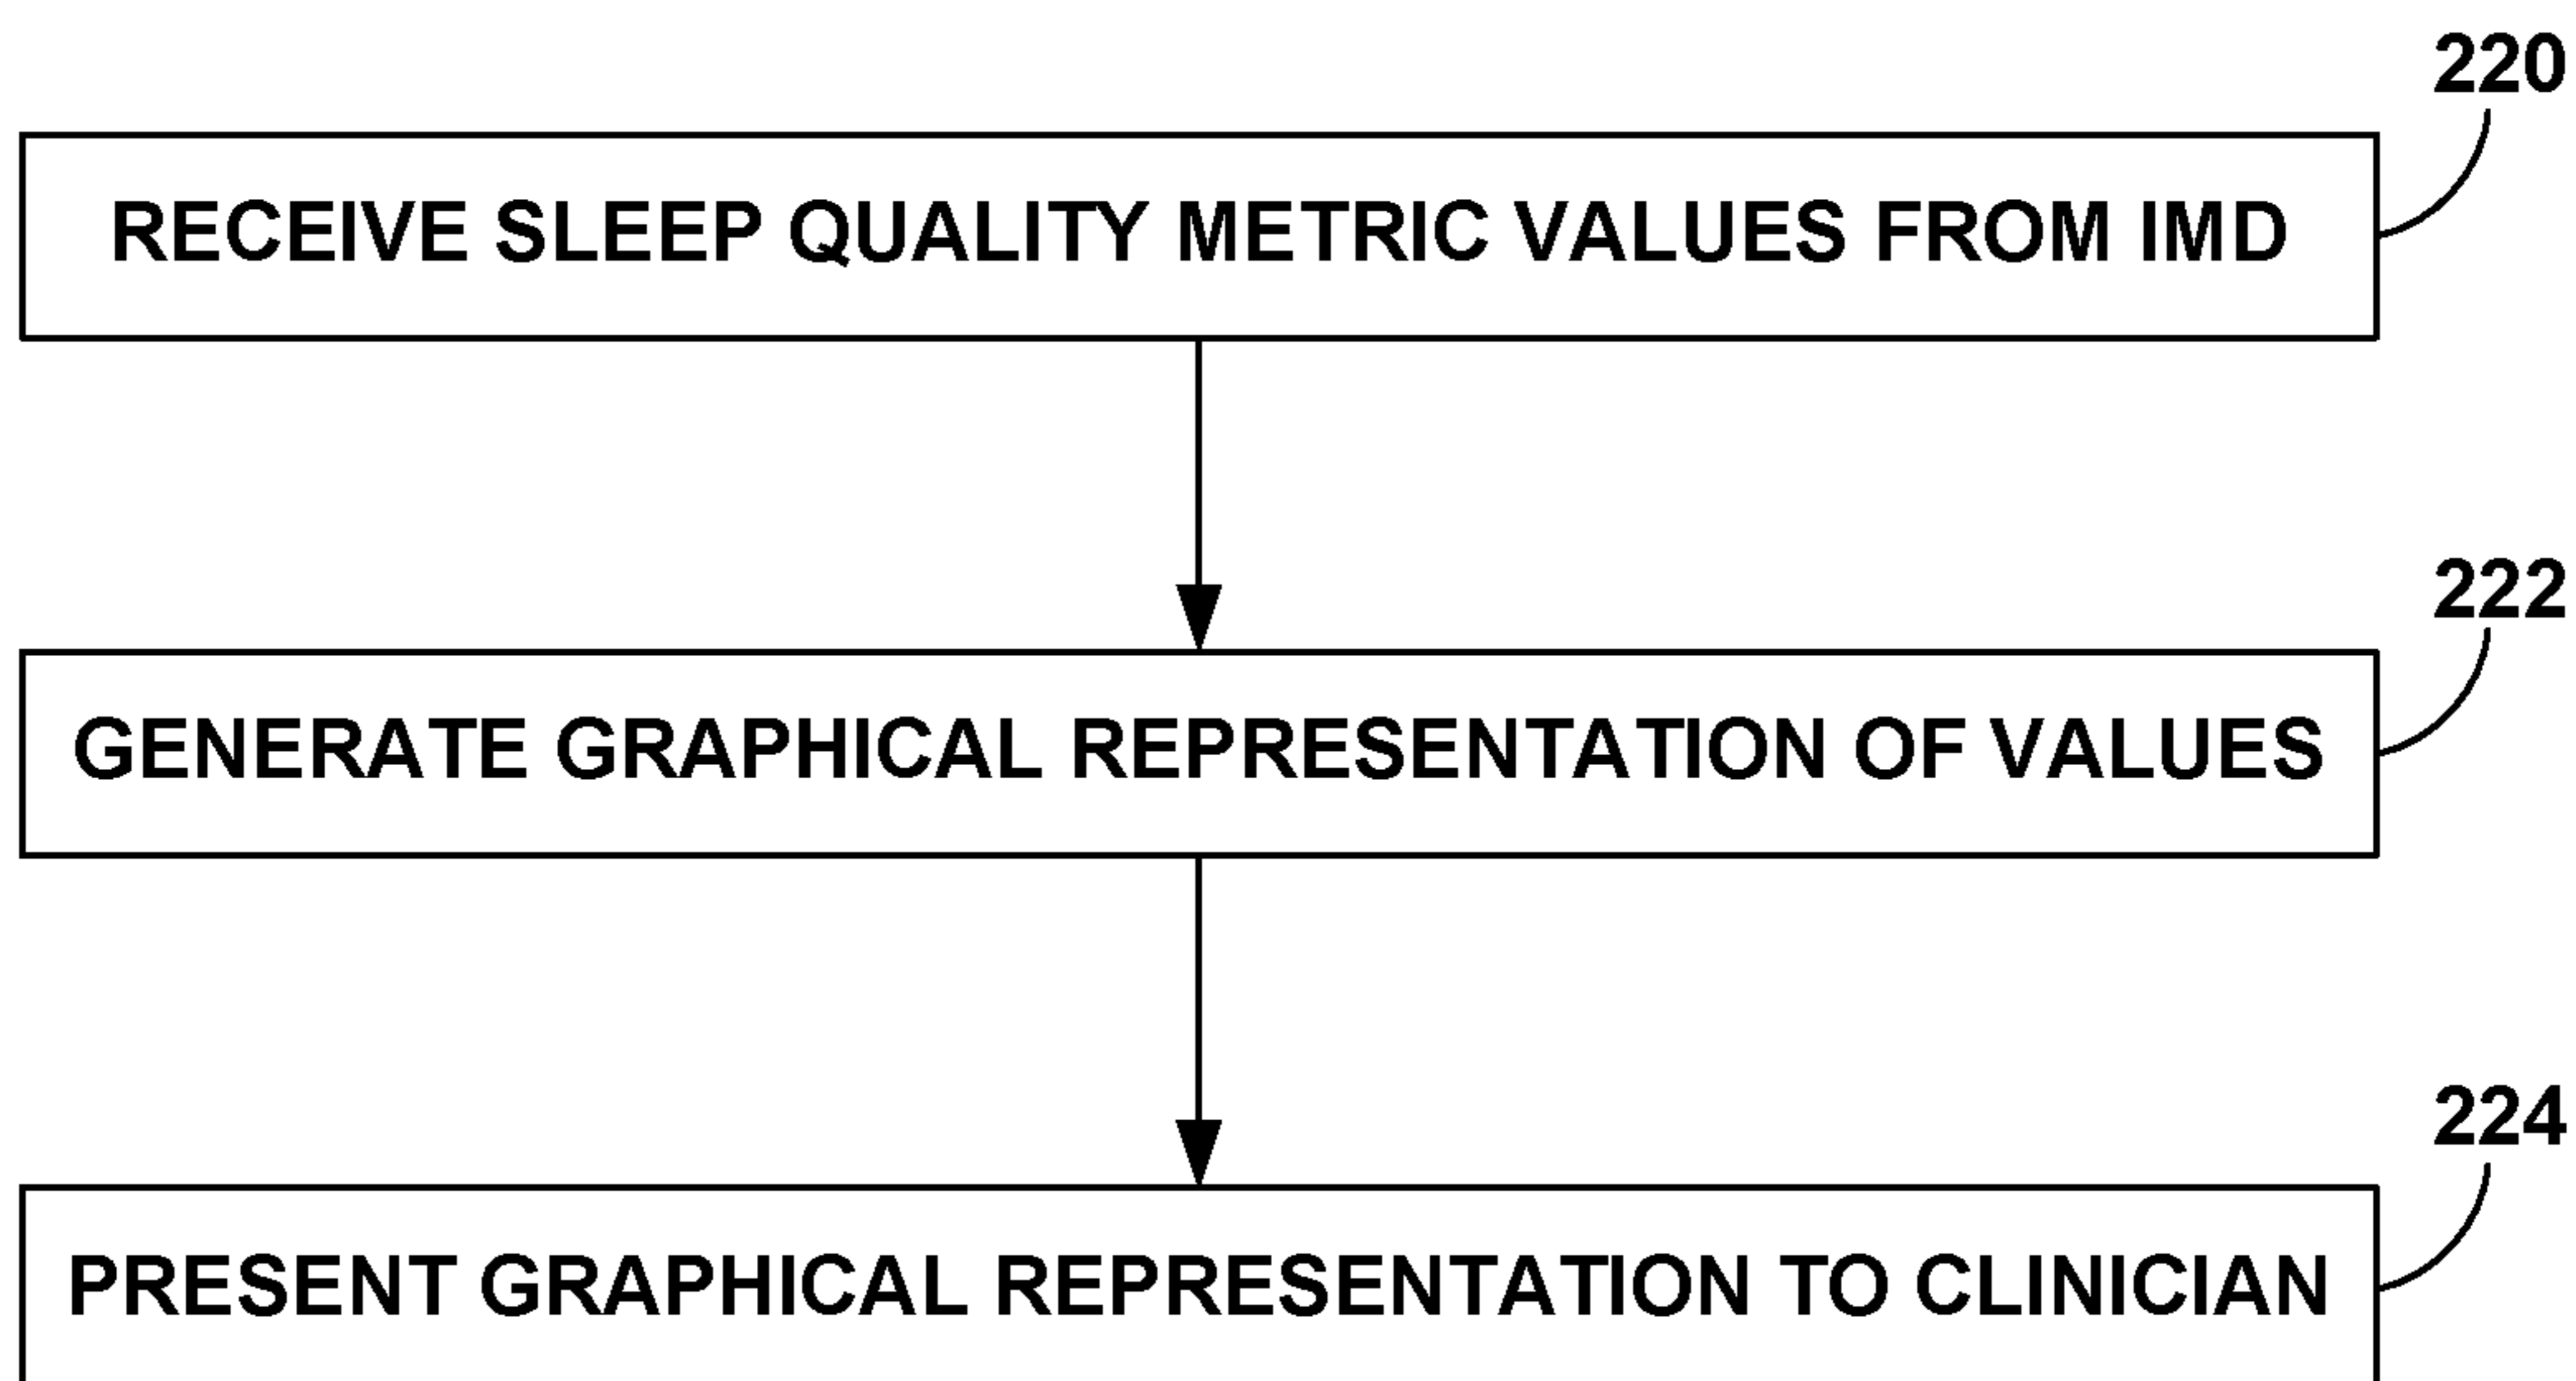 220
RECEIVE SLEEP QUALITY METRIC VALUES FROM IMD
222
GENERATE GRAPHICAL REPRESENTATION OF VALUES
224
PRESENT GRAPHICAL REPRESENTATION TO CLINICIAN